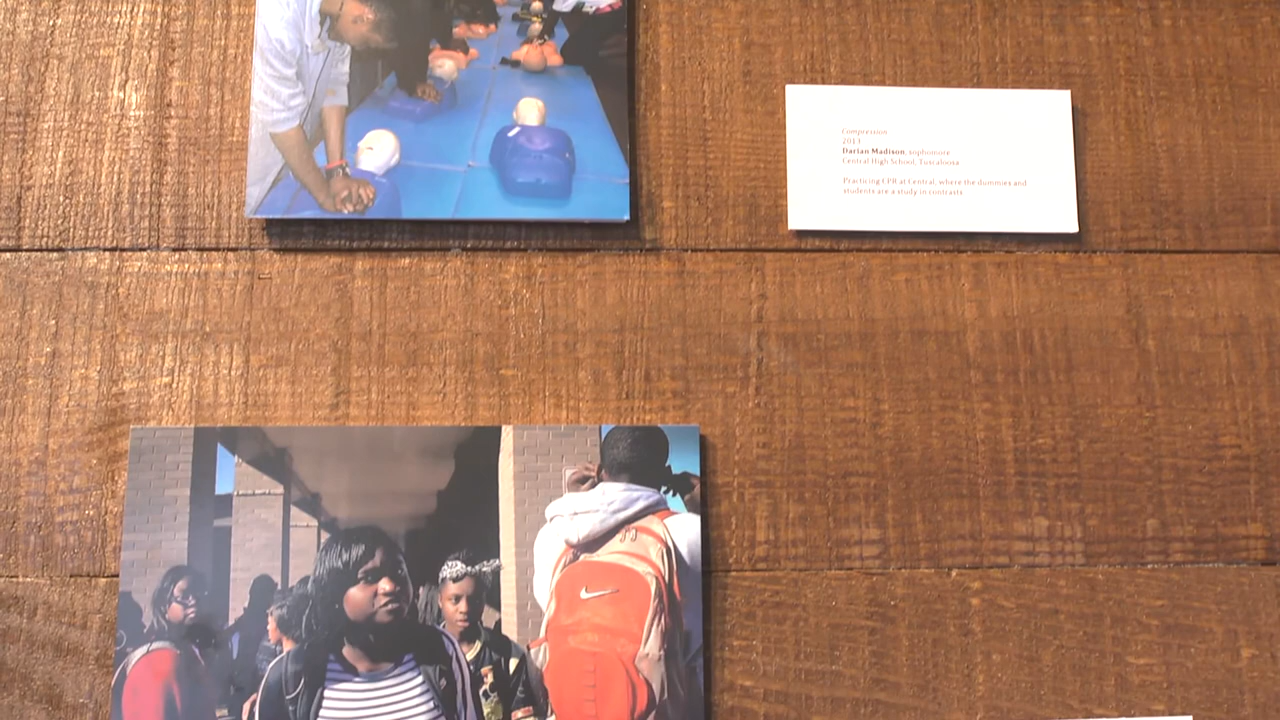 Compression
2013
Darian Madison, sophomore
Central High School, Tuscaloosa
Practicing CPR at Central, where the dummies and
students are a study in contrasts.